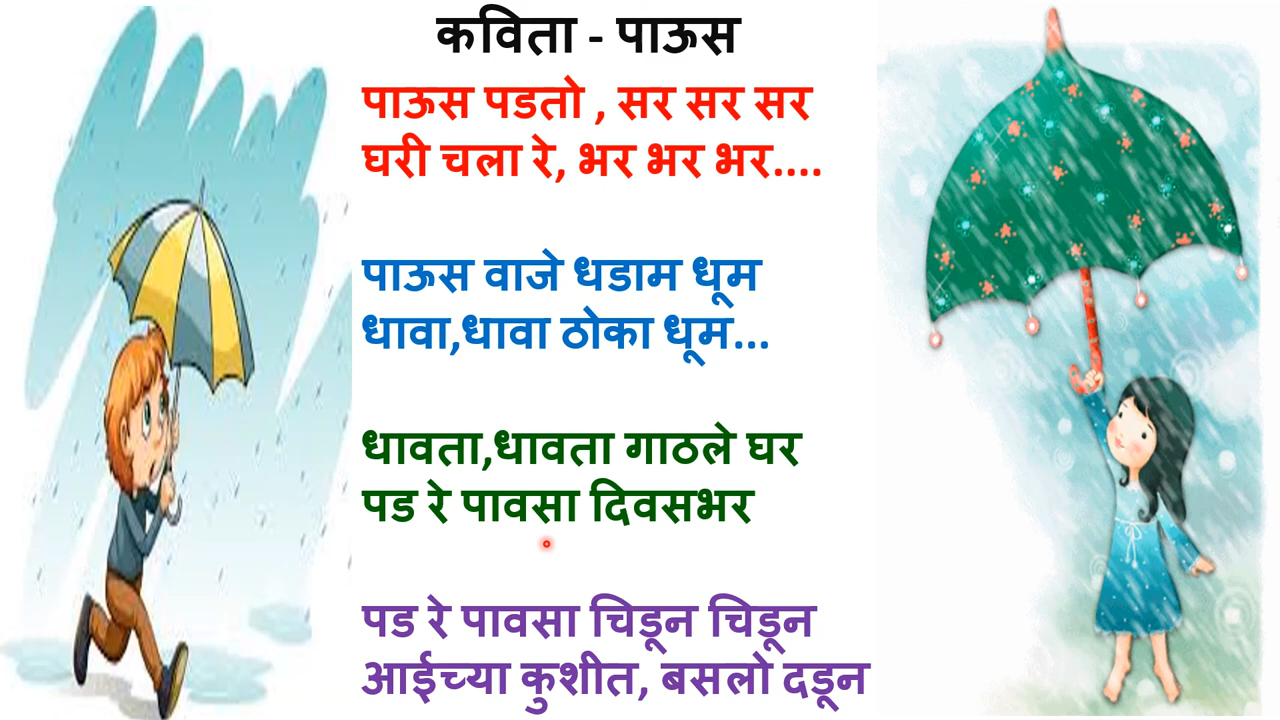 कविता - पाऊस
पाऊस पडतो , सर सर सर
घरी चला रे, भर भर भर....
पाऊस वाजे धडाम धूम
धावा,धावा ठोका धूम...
धावता,धावता गाठले घर
पड रे पावसा दिवसभर
पड रे पावसा चिडून चिडून
आईच्या कुशीत, बसलो दडून